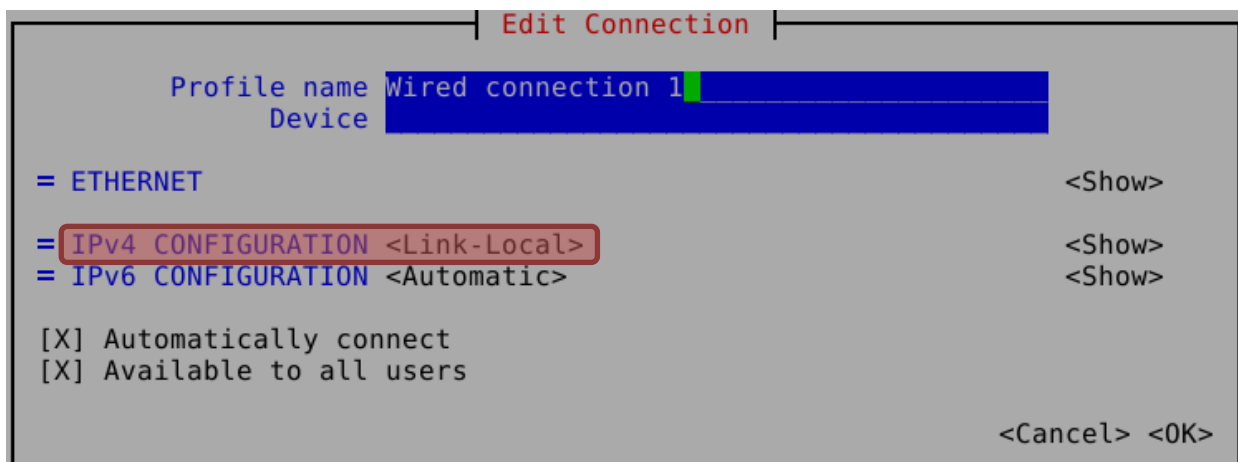 Edit Connection
Profile name Wired connection 1
Device
= ETHERNET <Show>
= IPv4 CONFIGURATION <Link-Local> <Show>
= IPv6 CONFIGURATION <Automatic> <Show>
[X] Automatically connect
[X] Available to all users
<Cancel> <OK>